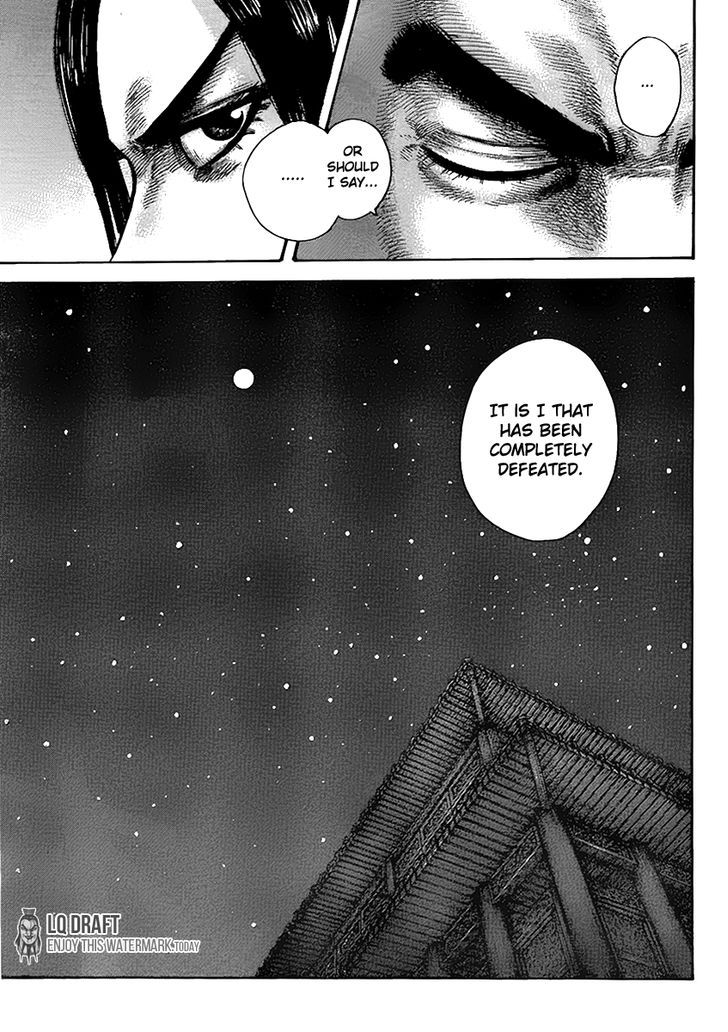 ...
OR
SHOULD
I SAY...
.....
IT IS I THAT
HAS BEEN
COMPLETELY
DEFEATED.
LQ DRAFT
ENJOY THIS WATERMARK.TODAY